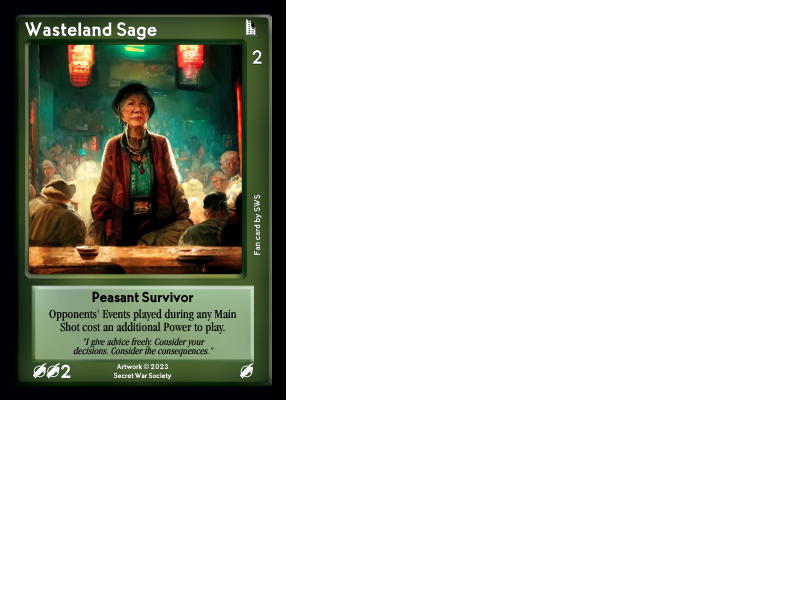 Wasteland Sage
2
Fan card by SWS
Peasant Survivor
Opponents' Events played during any Main
Shot cost an additional Power to play.
"I give advice freely. Consider your
decisions. Consider the consequences."
2
Artwork © 2023
Secret War Society